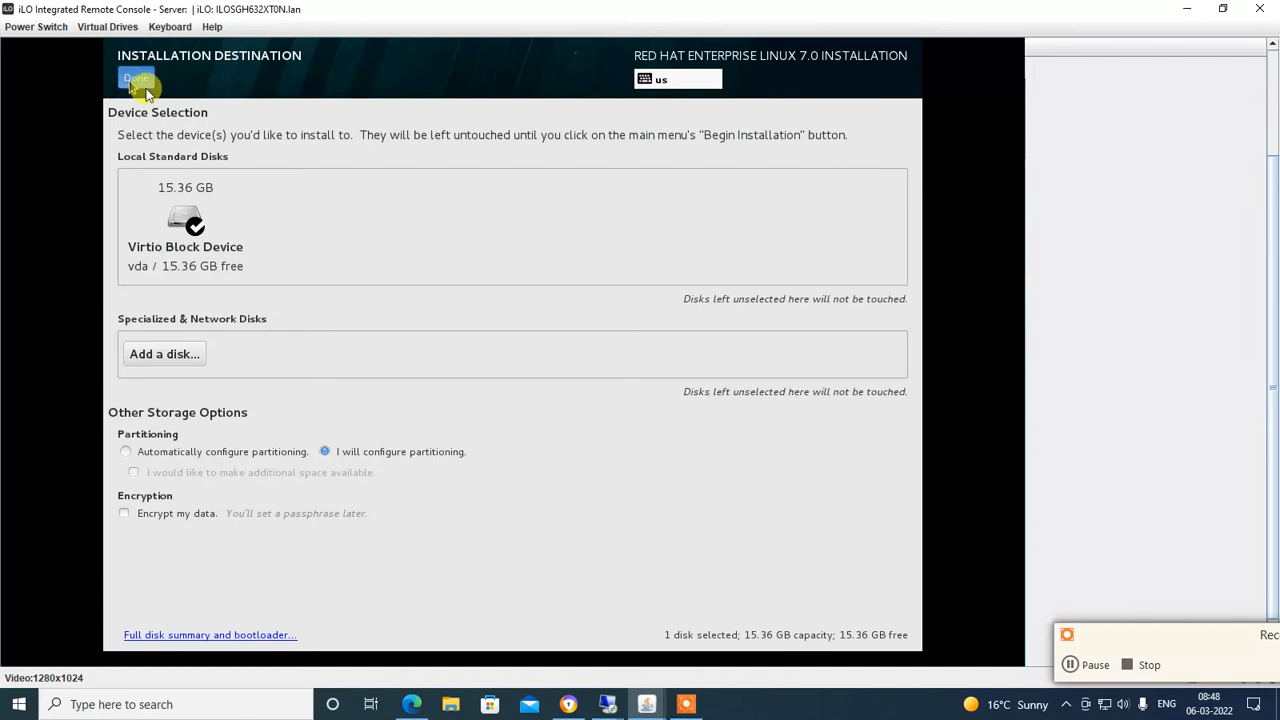 iLO Integrated Remote Console - Server: | iLO: ILOSGH632XT0N.lan
Power Switch Virtual Drives Keyboard Help
INSTALLATION DESTINATION
RED HAT ENTERPRISE LINUX 7.0 INSTALLATION
Done
us
Device Selection
Select the device(s) you'd like to install to. They will be left untouched until you click on the main menu's "Begin Installation" button.
Local Standard Disks
15.36 GB
Virtio Block Device
vda / 15.36 GB free
Disks left unselected here will not be touched.
Specialized & Network Disks
Add a disk...
Disks left unselected here will not be touched.
Other Storage Options
Partitioning
Automatically configure partitioning. I will configure partitioning.
I would like to make additional space available.
Encryption
Encrypt my data. You'll set a passphrase later.
Full disk summary and bootloader...
1 disk selected; 15.36 GB capacity; 15.36 GB free
Rec
Pause Stop
Video:1280x1024
Type here to search
16°C Sunny
ENG
08:48
06-03-2022